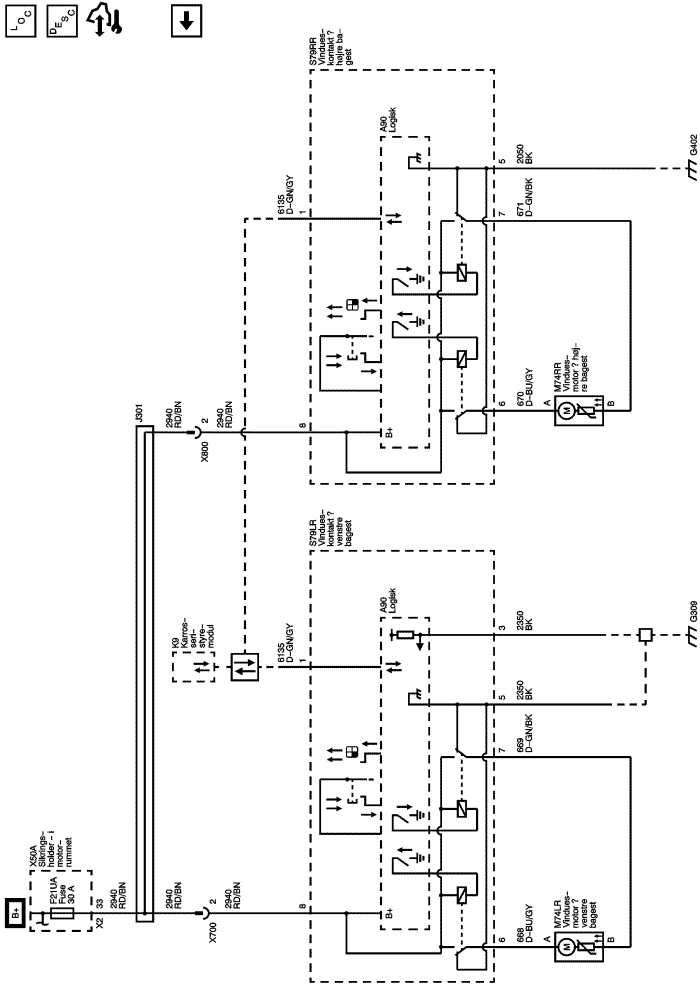 LOC
DESC
B+
X50A
Sikrings-
holder - i
motor-
rummet
F21UA
Fuse
30 A
33
X2
2940
RD/BN
J301
2940
RD/BN
2
X700
2940
RD/BN
8
2940
RD/BN
2
X800
2940
RD/BN
8
K9
Karros-
seri-
styre-
modul
6135
D-GN/GY
1
6135
D-GN/GY
1
S79LR
Vindues-
kontakt ?
venstre
bagest
A90
Logisk
B+
6
668
D-BU/GY
7
669
D-GN/BK
5
2350
BK
3
2350
BK
G309
M74LR
Vindues-
motor ?
venstre
bagest
A
M
B
S79RR
Vindues-
kontakt ?
højre ba-
gest
A90
Logisk
B+
6
670
D-BU/GY
7
671
D-GN/BK
5
2050
BK
G402
M74RR
Vindues-
motor ? høj-
re bagest
A
M
B